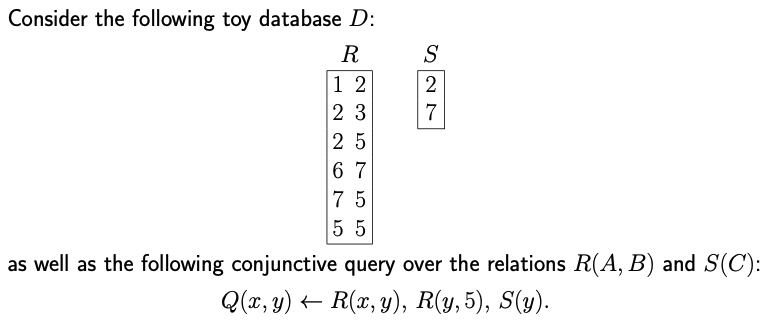 Consider the following toy database D:
R S
1 2 2
2 3 7
2 5
6 7
7 5
5 5
as well as the following conjunctive query over the relations R(A, B) and S(C):
Q(x, y) ← R(x, y), R(y, 5), S(y).